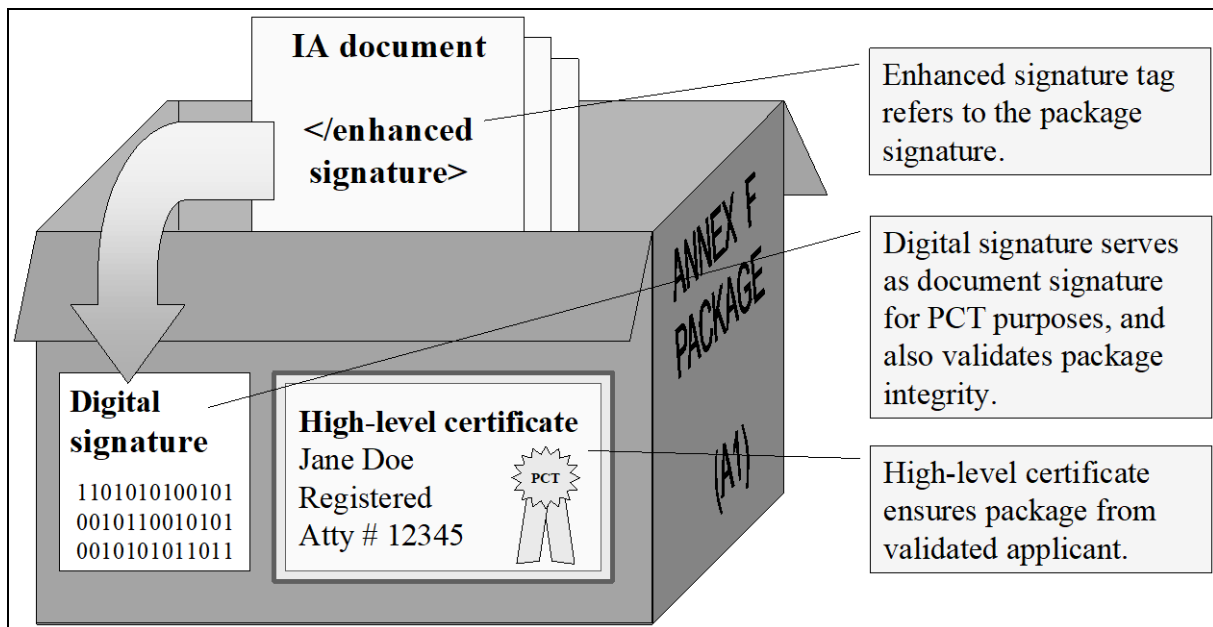 IA document
</enhanced
signature>
Enhanced signature tag
refers to the package
signature.
ANNEX F
PACKAGE
(A1)
Digital signature serves
as document signature
for PCT purposes, and
also validates package
integrity.
Digital
signature
1101010100101
0010110010101
0010101011011
High-level certificate
Jane Doe
Registered
Atty # 12345
PCT
High-level certificate
ensures package from
validated applicant.